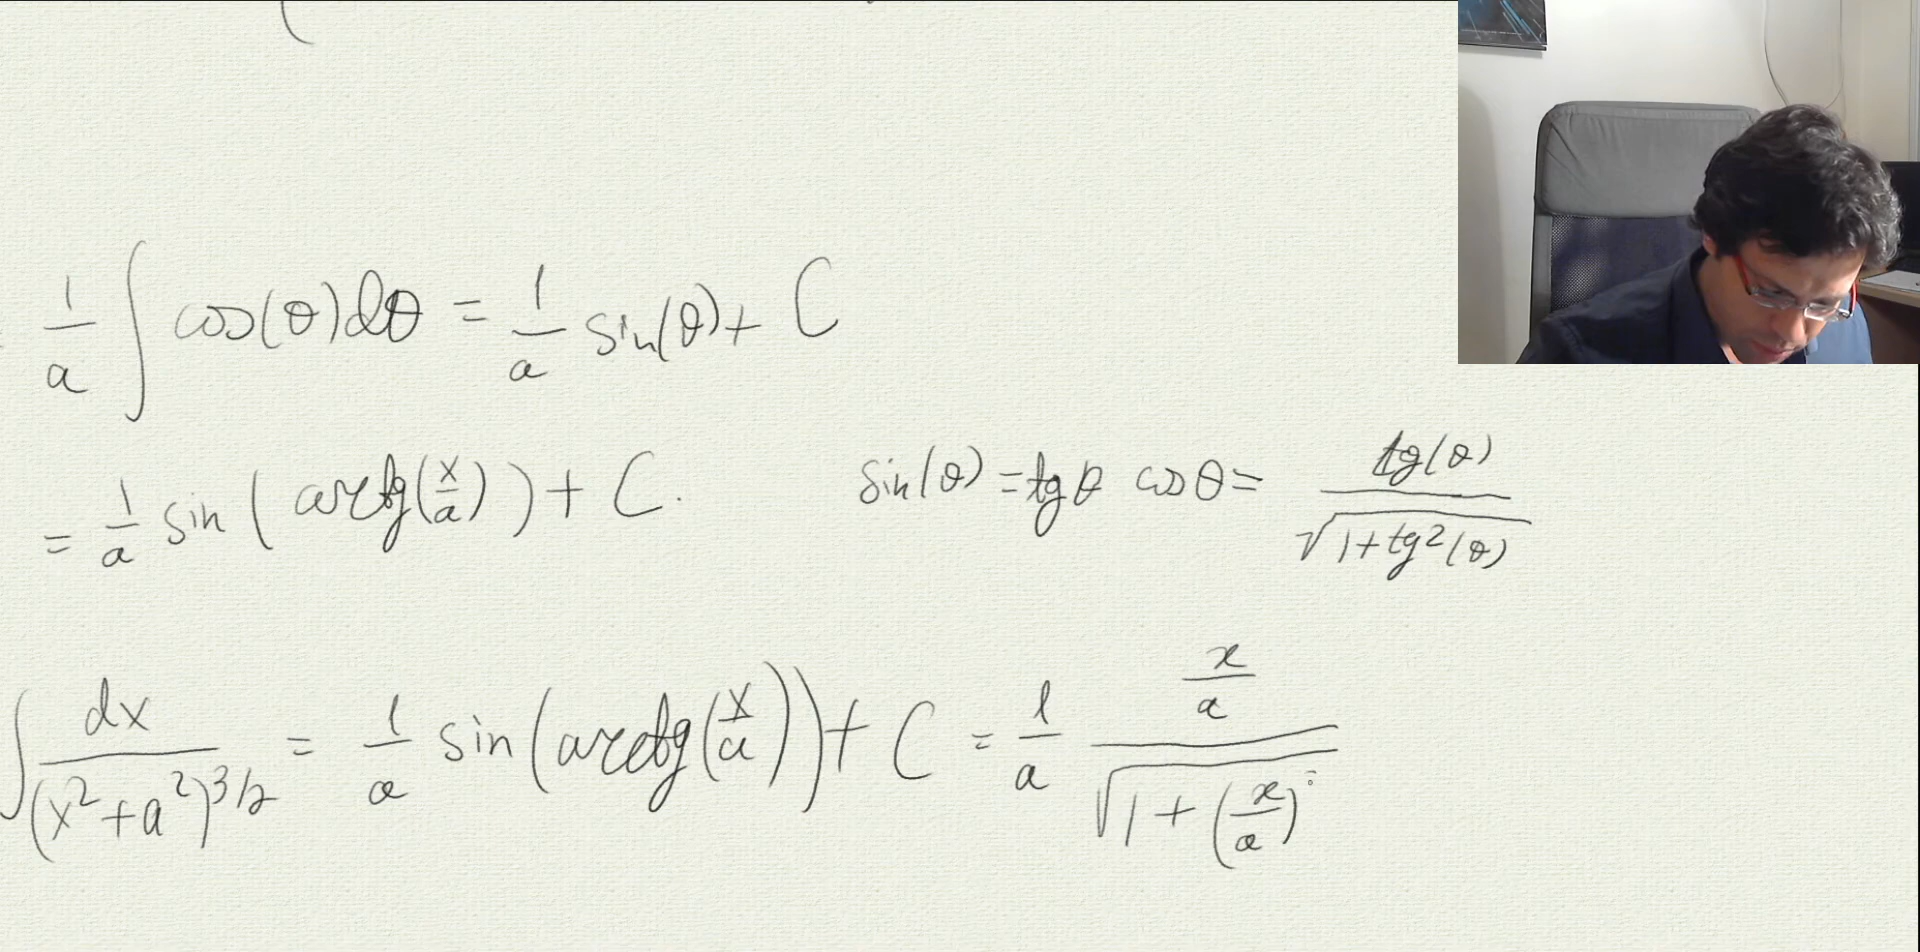 1/a ∫ cos(θ)dθ = 1/a sin(θ) + C
= 1/a sin(arctg(x/a)) + C.
sin(θ) = tg θ cos θ = tg(θ)/√(1+tg²(θ))
∫ dx/(x²+a²)^3/2 = 1/a sin(arctg(x/a)) + C = 1/a (x/a)/√(1+(x/a)